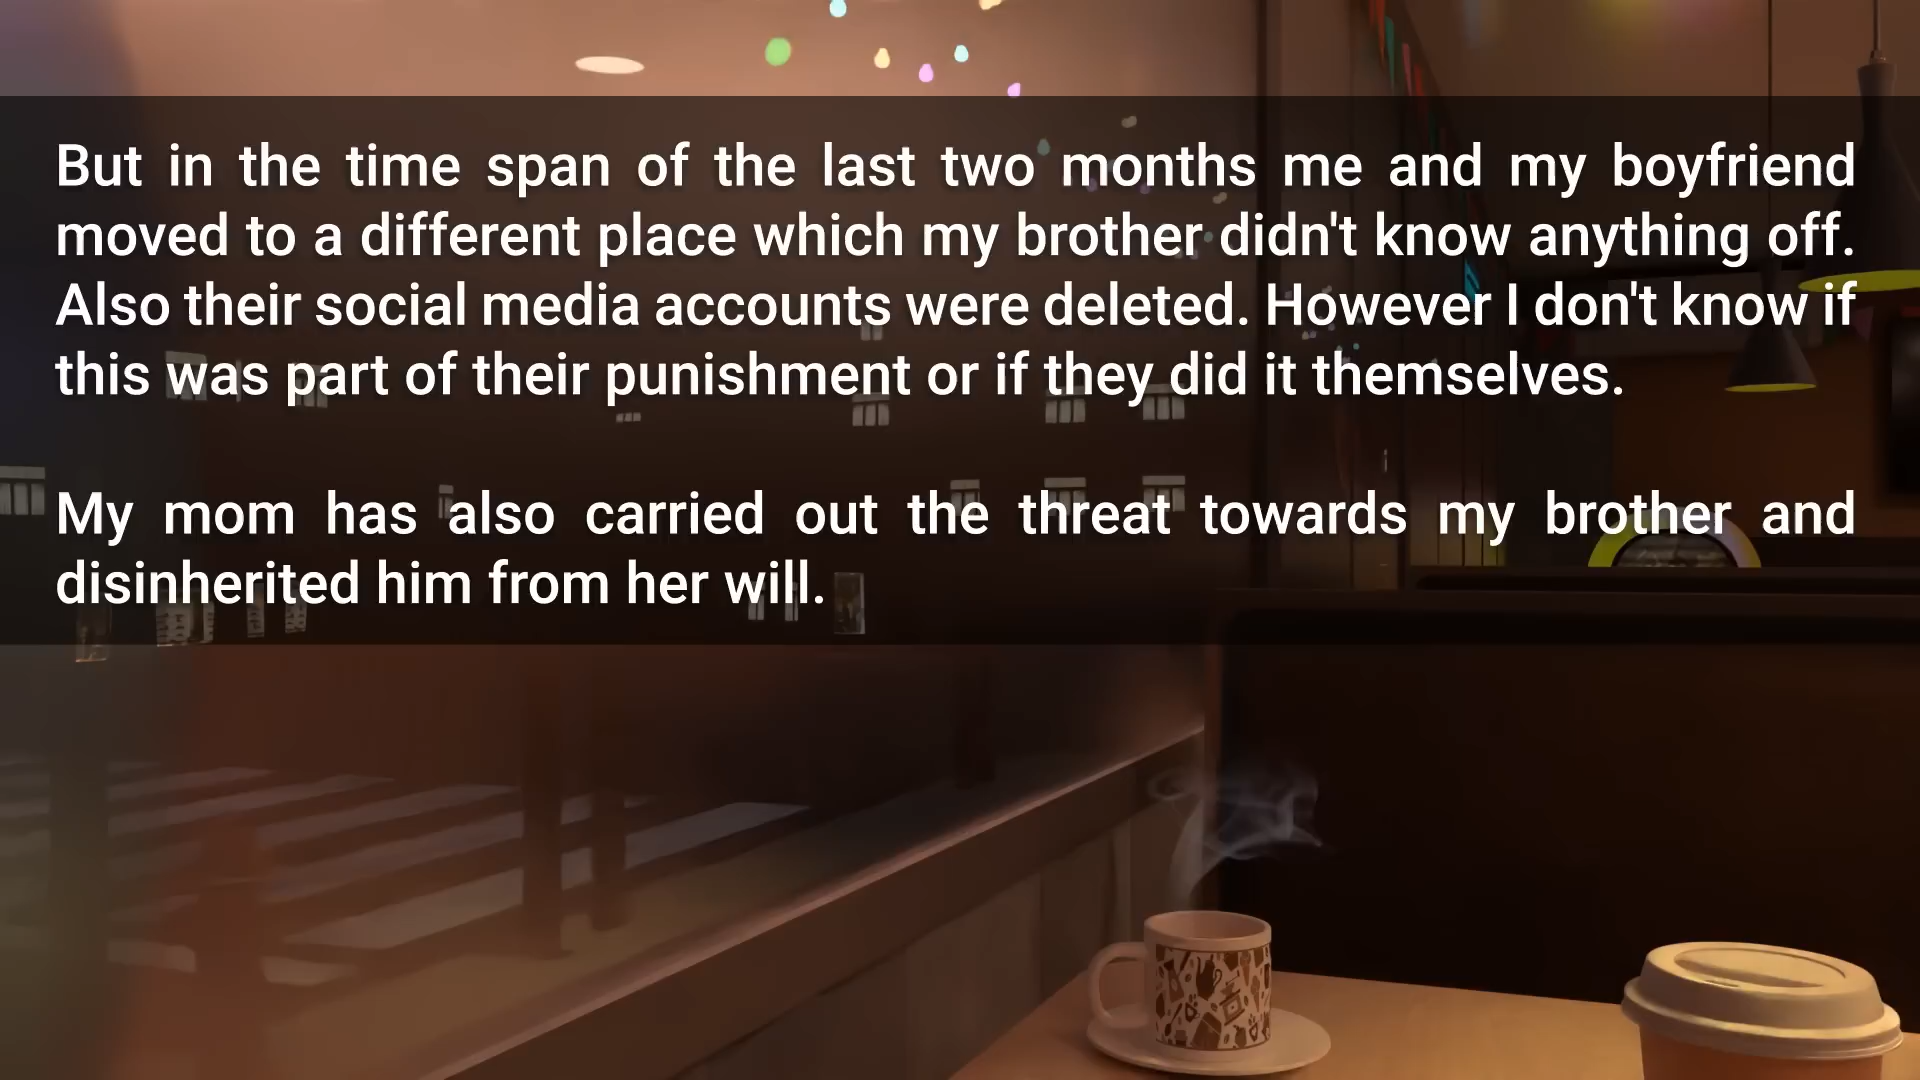 But in the time span of the last two months me and my boyfriend
moved to a different place which my brother didn't know anything off.
Also their social media accounts were deleted. However I don't know if
this was part of their punishment or if they did it themselves.
My mom has also carried out the threat towards my brother and
disinherited him from her will.